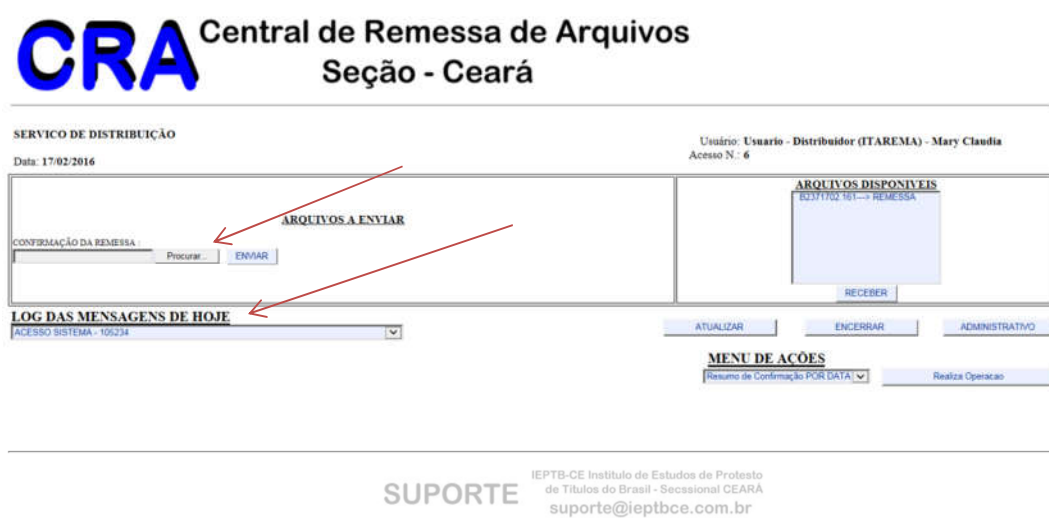 CRA
Central de Remessa de Arquivos
Seção - Ceará
SERVICO DE DISTRIBUIÇÃO
Usuário: Usuario - Distribuidor (ITAREMA) - Mary Claudia
Data: 17/02/2016
Acesso N.: 6
ARQUIVOS A ENVIAR
CONFIRMAÇÃO DA REMESSA :
Procurar...
ENVIAR
ARQUIVOS DISPONIVEIS
B2371702.161---> REMESSA
RECEBER
LOG DAS MENSAGENS DE HOJE
ACESSO SISTEMA - 105234
ATUALIZAR
ENCERRAR
ADMINISTRATIVO
MENU DE AÇÕES
Resumo de Confirmação POR DATA
Realiza Operacao
SUPORTE
IEPTB-CE Instituto de Estudos de Protesto
de Títulos do Brasil - Secssional CEARÁ
suporte@ieptbce.com.br